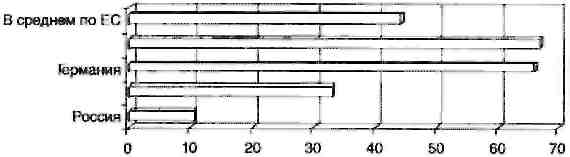 В среднем по ЕС
Германия
Россия
0 10 20 30 40 50 60 70